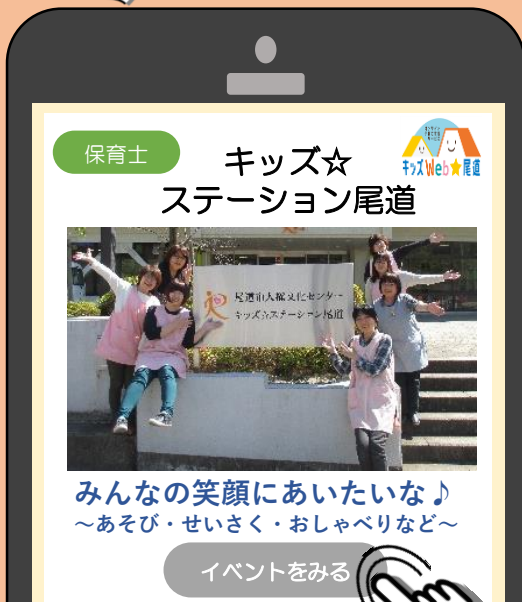 保育士
キッズ☆
ステーション尾道
キッズWeb★尾道
尾道市人権文化センター
キッズ☆ステーション尾道
みんなの笑顔にあいたいな♪
～あそび・せいさく・おしゃべりなど～
イベントをみる